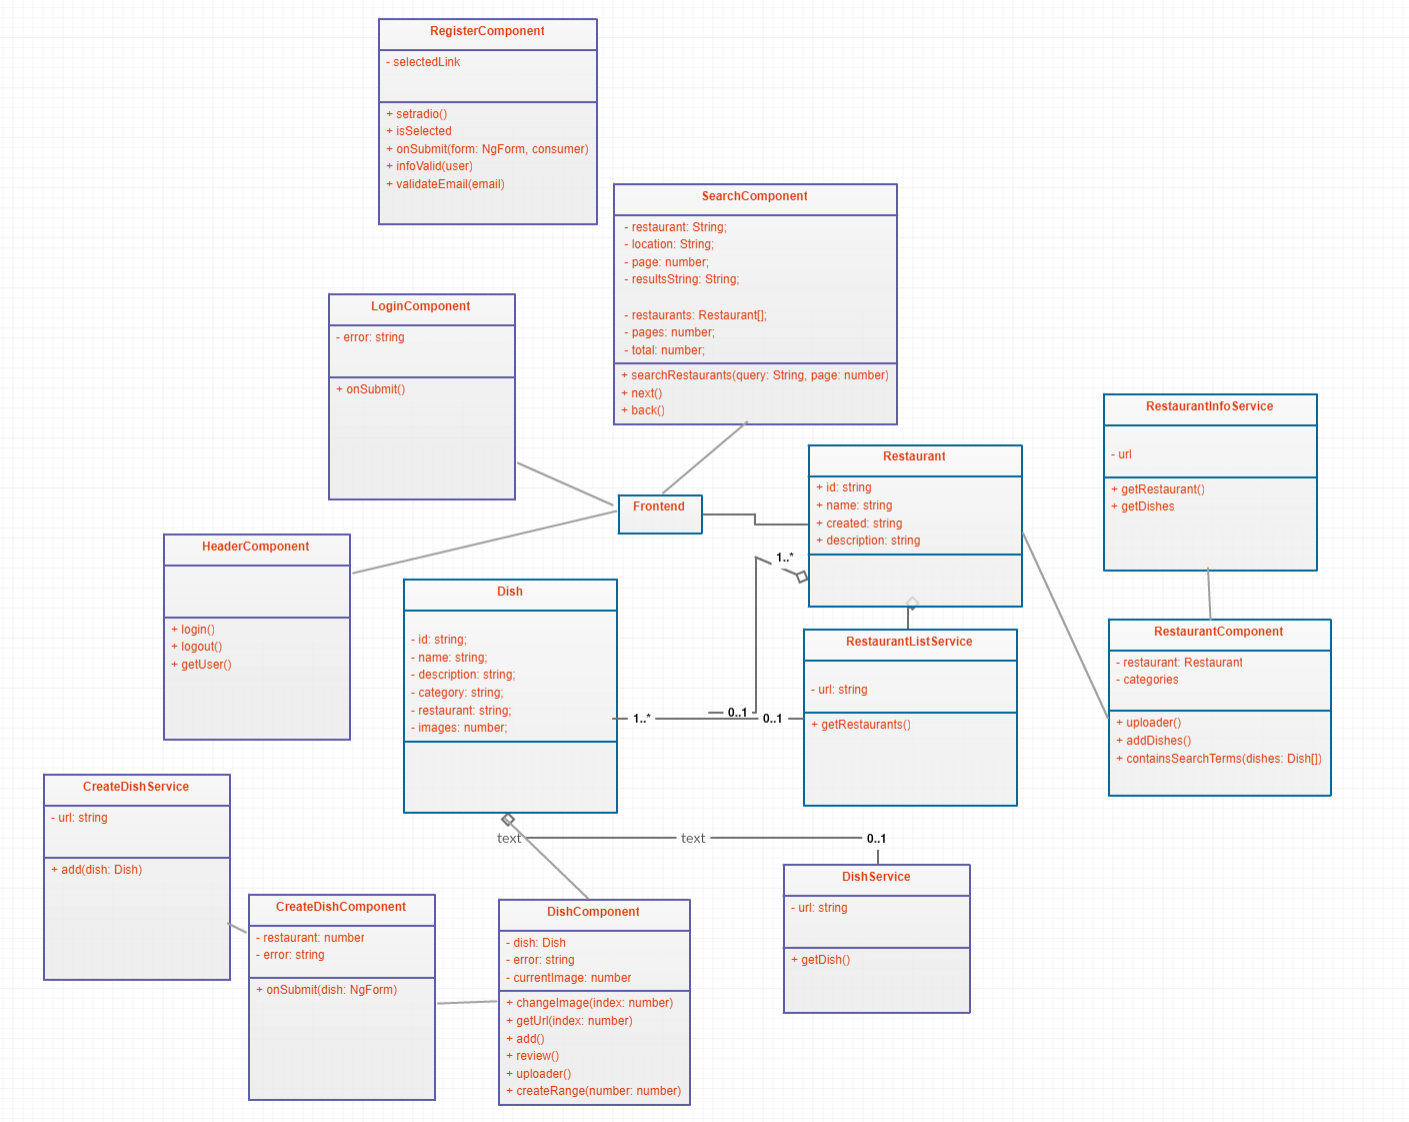 RegisterComponent
- selectedLink
+ setradio()
+ isSelected
+ onSubmit(form: NgForm, consumer)
+ infoValid(user)
+ validateEmail(email)
SearchComponent
- restaurant: String;
- location: String;
- page: number;
- resultsString: String;
- restaurants: Restaurant[];
- pages: number;
- total: number;
+ searchRestaurants(query: String, page: number)
+ next()
+ back()
LoginComponent
- error: string
+ onSubmit()
RestaurantInfoService
- url
+ getRestaurant()
+ getDishes
Restaurant
+ id: string
+ name: string
+ created: string
+ description: string
Frontend
HeaderComponent
+ login()
+ logout()
+ getUser()
1..*
Dish
- id: string;
- name: string;
- description: string;
- category: string;
- restaurant: string;
- images: number;
RestaurantListService
- url: string
+ getRestaurants()
RestaurantComponent
- restaurant: Restaurant
- categories
+ uploader()
+ addDishes()
+ containsSearchTerms(dishes: Dish[])
0..1
1..*
0..1
CreateDishService
- url: string
+ add(dish: Dish)
text
text
0..1
DishService
- url: string
+ getDish()
CreateDishComponent
- restaurant: number
- error: string
+ onSubmit(dish: NgForm)
DishComponent
- dish: Dish
- error: string
- currentImage: number
+ changeImage(index: number)
+ getUrl(index: number)
+ add()
+ review()
+ uploader()
+ createRange(number: number)